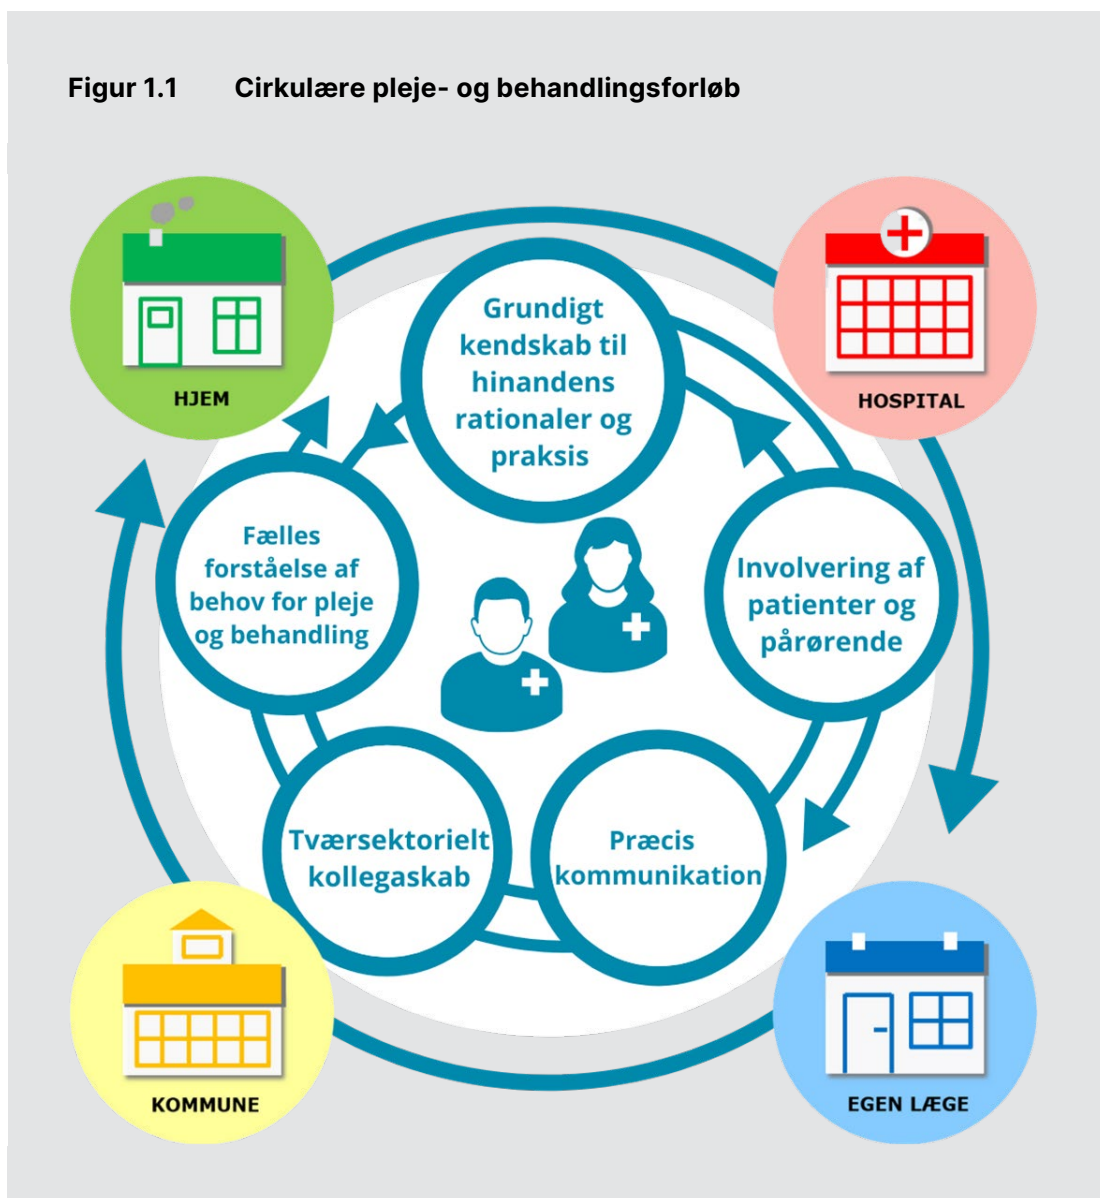 Figur 1.1 Cirkulære pleje- og behandlingsforløb
HJEM
HOSPITAL
Grundigt
kendskab til
hinandens
rationaler og
praksis
Fælles
forståelse af
behov for pleje
og behandling
Involvering af
patienter og
pårørende
Tværsektorielt
kollegaskab
Præcis
kommunikation
KOMMUNE
EGEN LÆGE